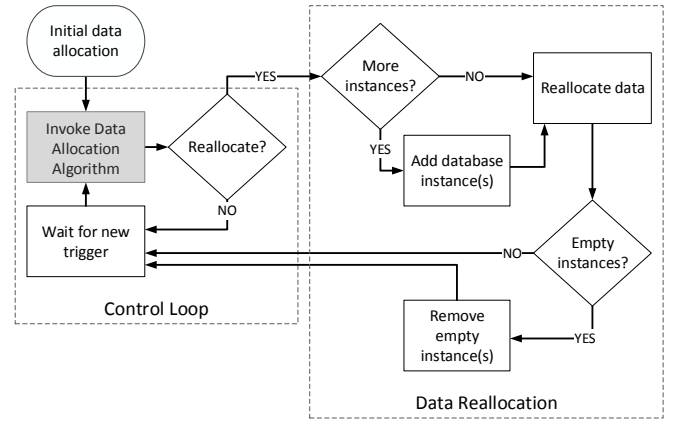 Initial data
allocation
Invoke Data
Allocation
Algorithm
Reallocate?
YES
NO
Wait for new
trigger
Control Loop
More
instances?
NO
YES
Add database
instance(s)
Reallocate data
Empty
instances?
NO
YES
Remove
empty
instance(s)
Data Reallocation